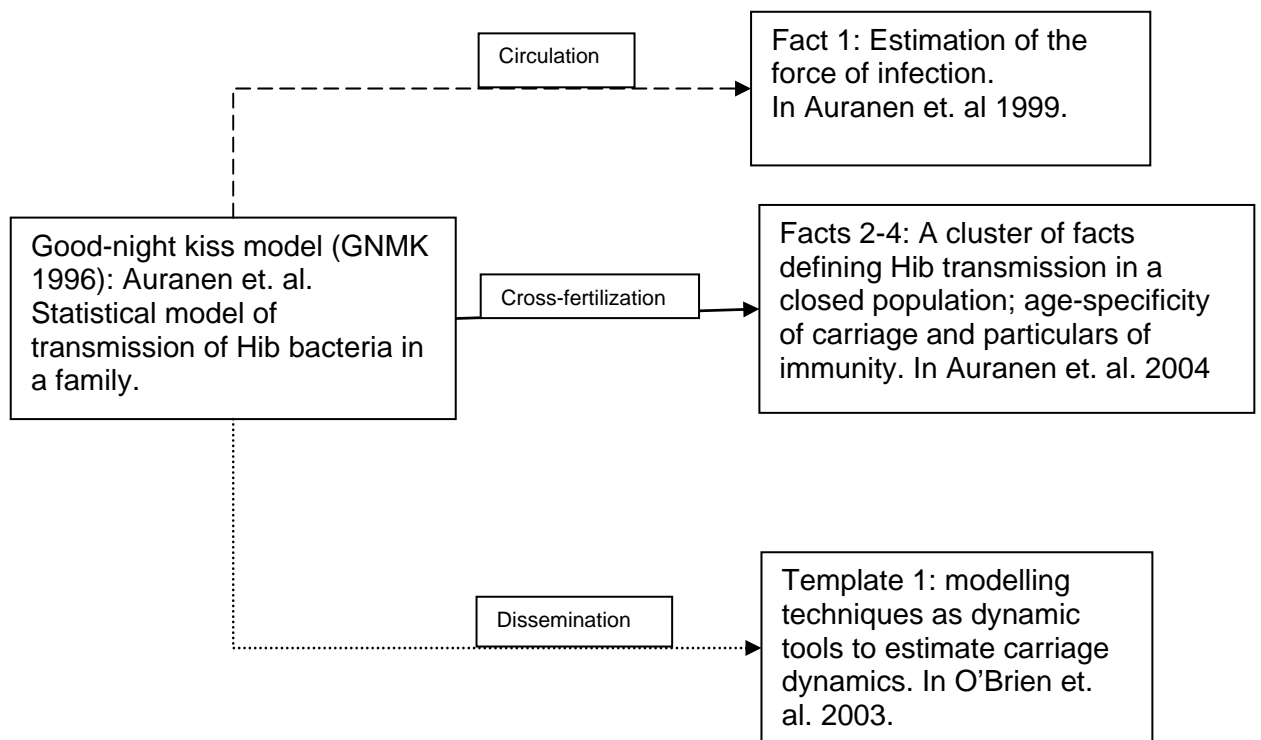 Circulation
Fact 1: Estimation of the
force of infection.
In Auranen et. al 1999.
Good-night kiss model (GNMK
1996): Auranen et. al.
Statistical model of
transmission of Hib bacteria in
a family.
Cross-fertilization
Facts 2-4: A cluster of facts
defining Hib transmission in a
closed population; age-specificity
of carriage and particulars of
immunity. In Auranen et. al. 2004
Dissemination
Template 1: modelling
techniques as dynamic
tools to estimate carriage
dynamics. In O’Brien et.
al. 2003.